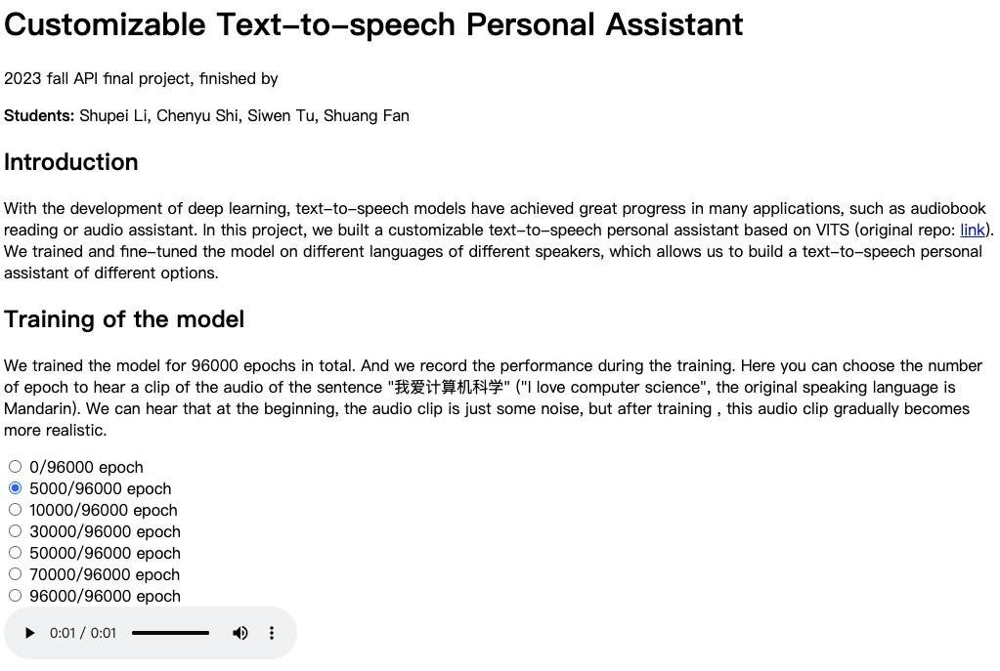 Customizable Text-to-speech Personal Assistant
2023 fall API final project, finished by
Students: Shupei Li, Chenyu Shi, Siwen Tu, Shuang Fan
Introduction
With the development of deep learning, text-to-speech models have achieved great progress in many applications, such as audiobook
reading or audio assistant. In this project, we built a customizable text-to-speech personal assistant based on VITS (original repo: link).
We trained and fine-tuned the model on different languages of different speakers, which allows us to build a text-to-speech personal
assistant of different options.
Training of the model
We trained the model for 96000 epochs in total. And we record the performance during the training. Here you can choose the number
of epoch to hear a clip of the audio of the sentence "我爱计算机科学" ("I love computer science", the original speaking language is
Mandarin). We can hear that at the beginning, the audio clip is just some noise, but after training , this audio clip gradually becomes
more realistic.
0/96000 epoch
5000/96000 epoch
10000/96000 epoch
30000/96000 epoch
50000/96000 epoch
70000/96000 epoch
96000/96000 epoch
0:01 / 0:01